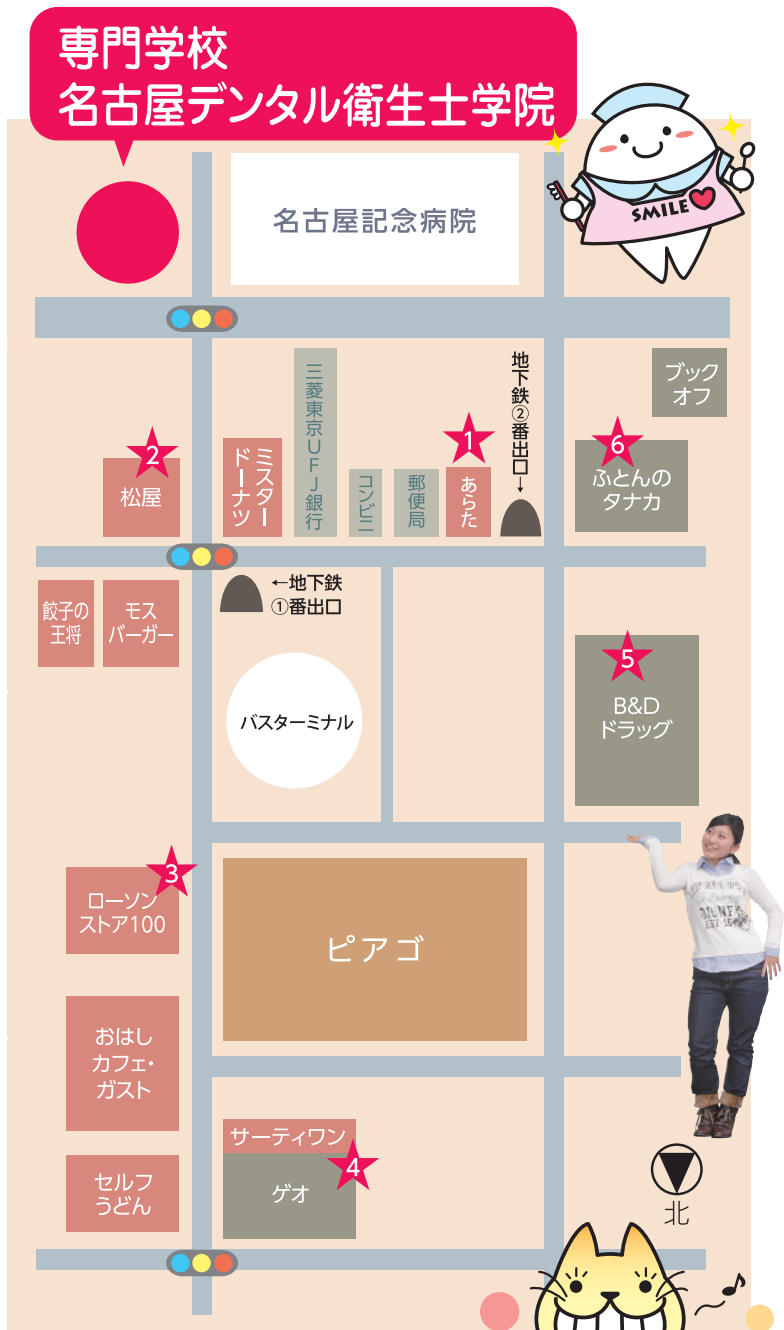 専門学校
名古屋デンタル衛生士学院
SMILE
名古屋記念病院
ブック
オフ
地下鉄②番出口→
三菱東京UFJ銀行
1
6
2
ミスター
ドーナツ
松屋
コンビニ
郵便局
あらた
ふとんの
タナカ
餃子の
王将
モス
バーガー
←地下鉄
①番出口
5
B&D
ドラッグ
バスターミナル
3
ローソン
ストア100
ピアゴ
おはし
カフェ・
ガスト
サーティワン
4
ゲオ
セルフ
うどん
北